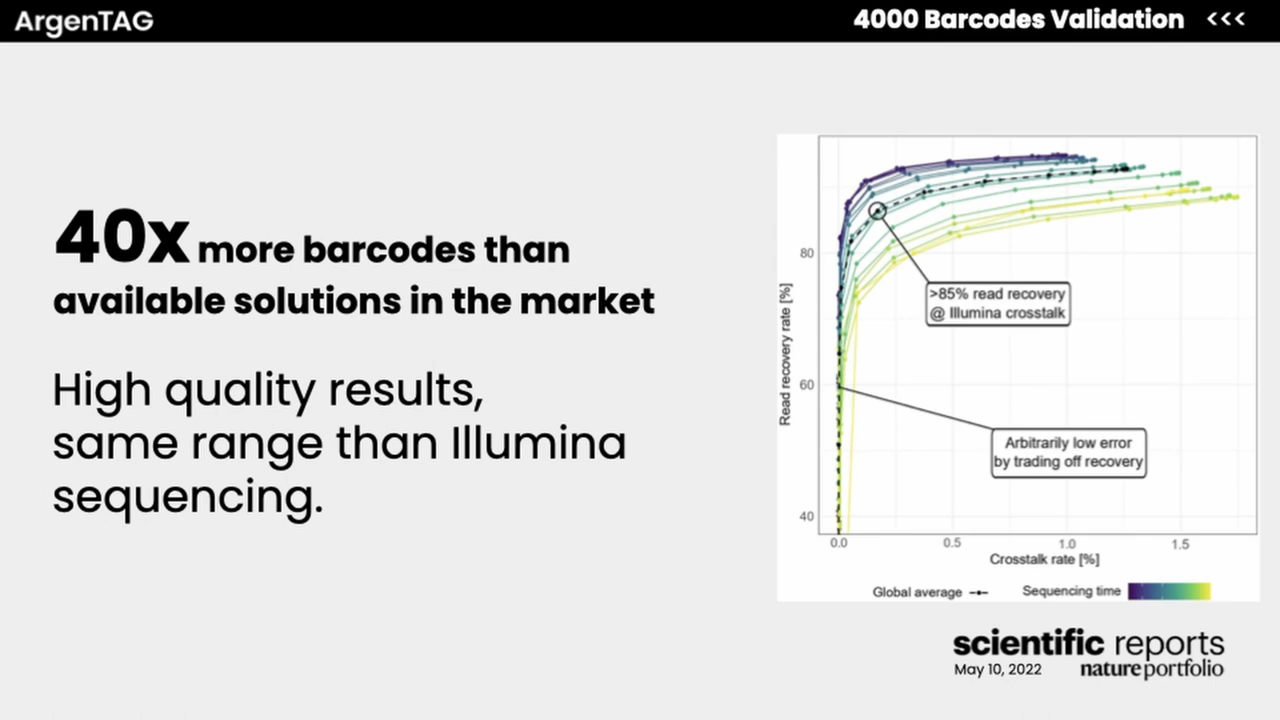 ArgenTAG
4000 Barcodes Validation <<<
40x more barcodes than
available solutions in the market
High quality results,
same range than Illumina
sequencing.
Read recovery rate [%]
80
60
40
>85% read recovery
@ Illumina crosstalk
Arbitrarily low error
by trading off recovery
0.0 0.5 1.0 1.5
Crosstalk rate [%]
Global average Sequencing time
scientific reports
May 10, 2022 natureportfolio